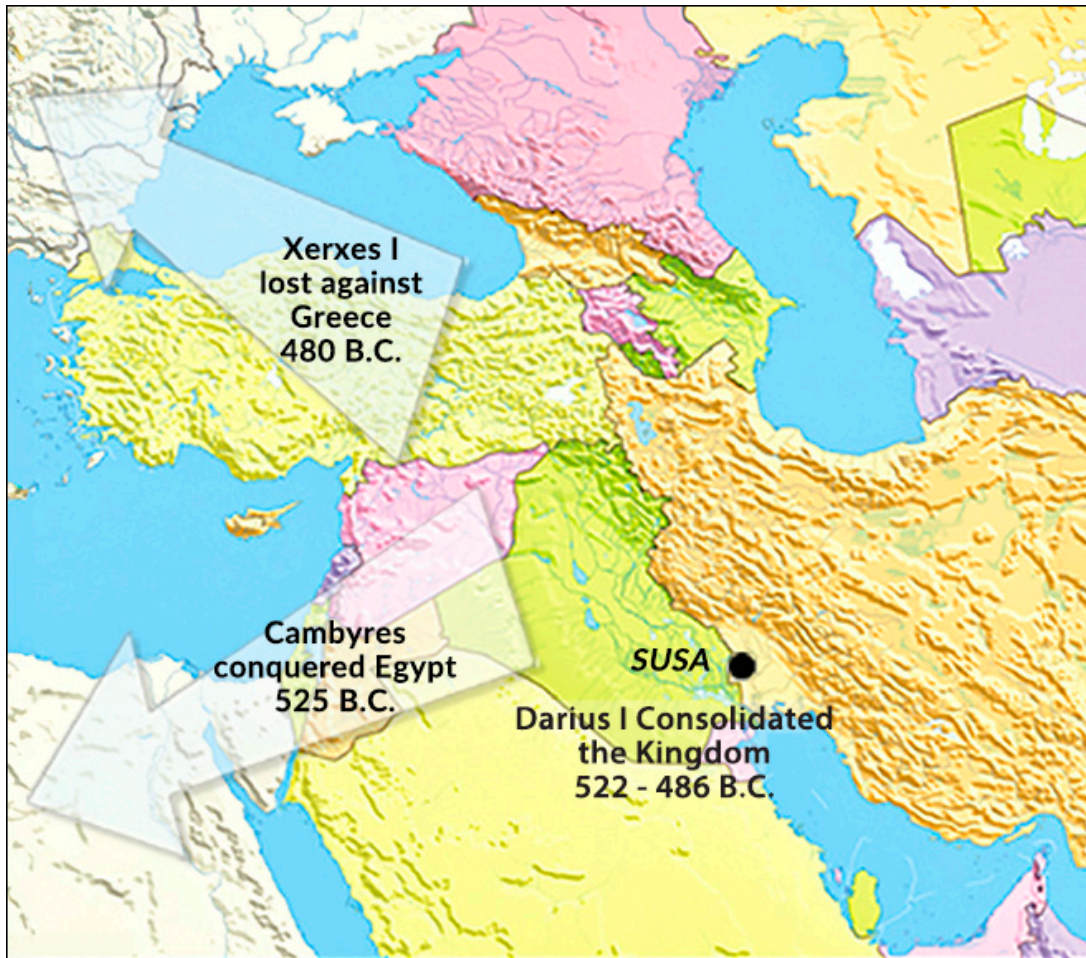 Xerxes I
lost against
Greece
480 B.C.
Cambyres
conquered Egypt
525 B.C.
SUSA
Darius I Consolidated
the Kingdom
522 - 486 B.C.